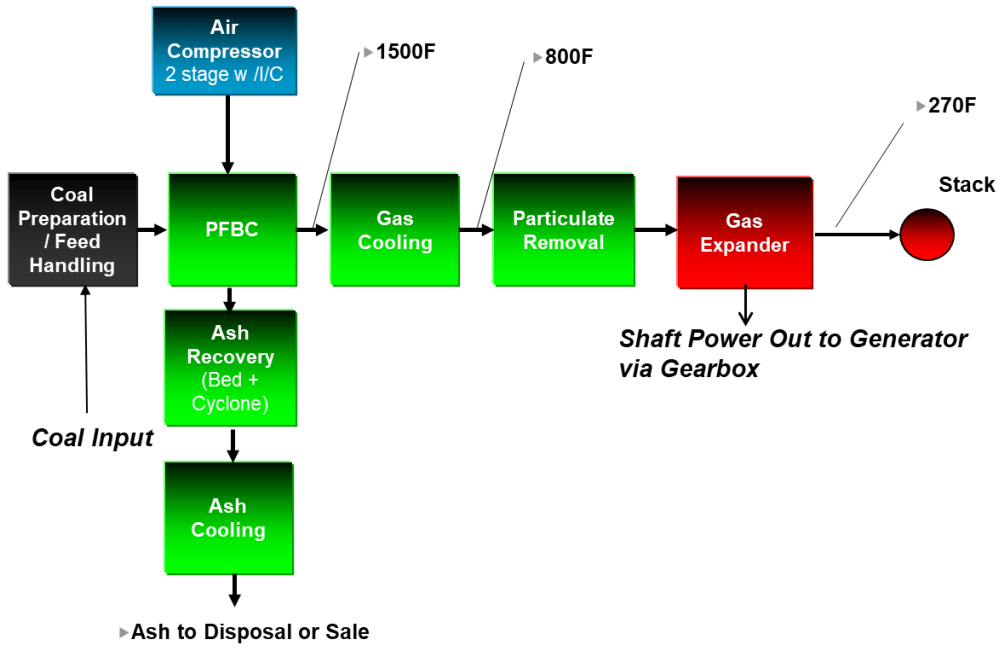 Air
Compressor
2 stage w /I/C
1500F
800F
270F
Coal
Preparation
/ Feed
Handling
PFBC
Gas
Cooling
Particulate
Removal
Gas
Expander
Stack
Ash
Recovery
(Bed +
Cyclone)
Shaft Power Out to Generator
via Gearbox
Coal Input
Ash
Cooling
Ash to Disposal or Sale